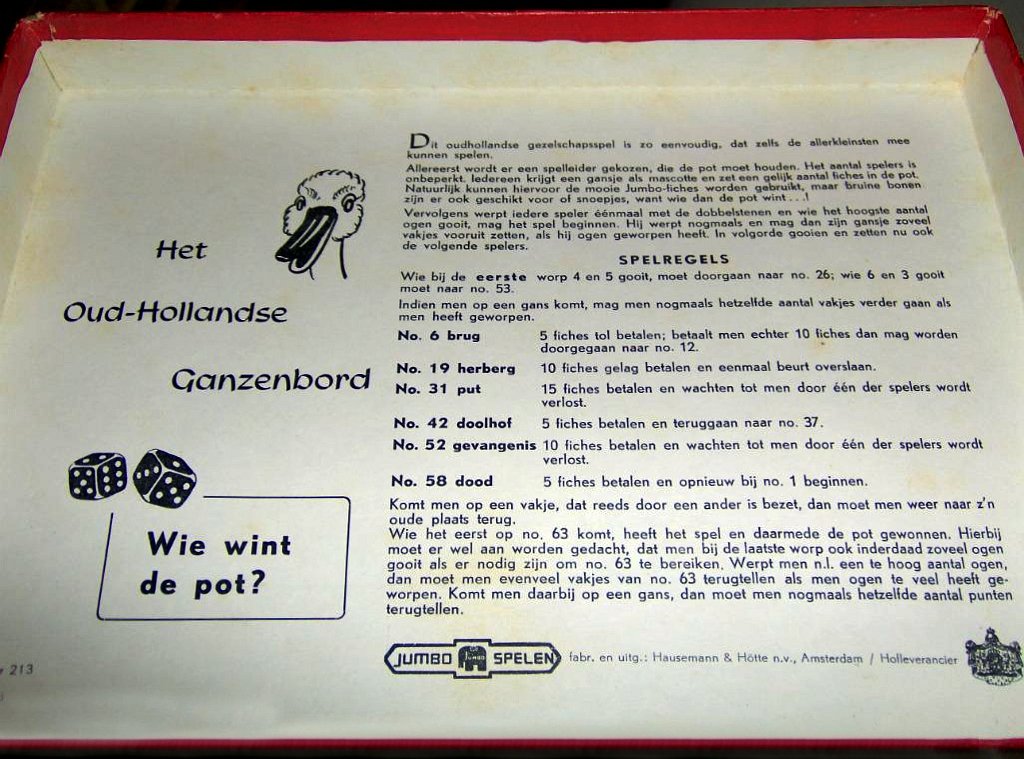 Het
Oud-Hollandse
Ganzenbord
Wie wint
de pot?
213
Dit oudhollandse gezelschapsspel is zo eenvoudig, dat zelfs de allerkleinsten mee
kunnen spelen.
Allereerst wordt er een spelleider gekozen, die de pot moet houden. Het aantal spelers is
onbeperkt. Iedereen krijgt een gansje als mascotte en zet een gelijk aantal fiches in de pot.
Natuurlijk kunnen hiervoor de mooie Jumbo-fiches worden gebruikt, maar bruine bonen
zijn er ook geschikt voor of snoepjes, want wie dan de pot wint...!
Vervolgens werpt iedere speler éénmaal met de dobbelstenen en wie het hoogste aantal
ogen gooit, mag het spel beginnen. Hij werpt nogmaals en mag dan zijn gansje zoveel
vakjes vooruit zetten, als hij ogen geworpen heeft. In volgorde gooien en zetten nu ook
de volgende spelers.
SPELREGELS
Wie bij de eerste worp 4 en 5 gooit, moet doorgaan naar no. 26; wie 6 en 3 gooit
moet naar no. 53.
Indien men op een gans komt, mag men nogmaals hetzelfde aantal vakjes verder gaan als
men heeft geworpen.
No. 6 brug 5 fiches tol betalen; betaalt men echter 10 fiches dan mag worden
doorgegaan naar no. 12.
No. 19 herberg 10 fiches gelag betalen en eenmaal beurt overslaan.
No. 31 put 15 fiches betalen en wachten tot men door één der spelers wordt
verlost.
No. 42 doolhof 5 fiches betalen en teruggaan naar no. 37.
No. 52 gevangenis 10 fiches betalen en wachten tot men door één der spelers wordt
verlost.
No. 58 dood 5 fiches betalen en opnieuw bij no. 1 beginnen.
Komt men op een vakje, dat reeds door een ander is bezet, dan moet men weer naar z'n
oude plaats terug.
Wie het eerst op no. 63 komt, heeft het spel en daarmede de pot gewonnen. Hierbij
moet er wel aan worden gedacht, dat men bij de laatste worp ook inderdaad zoveel ogen
gooit als er nodig zijn om no. 63 te bereiken. Werpt men n.l. een te hoog aantal ogen,
dan moet men evenveel vakjes van no. 63 terugtellen als men ogen te veel heeft ge-
worpen. Komt men daarbij op een gans, dan moet men nogmaals hetzelfde aantal punten
terugtellen.
JUMBO Jumbo SPELEN fabr. en uitg.: Hausemann & Hötte n.v., Amsterdam / Hofleverancier